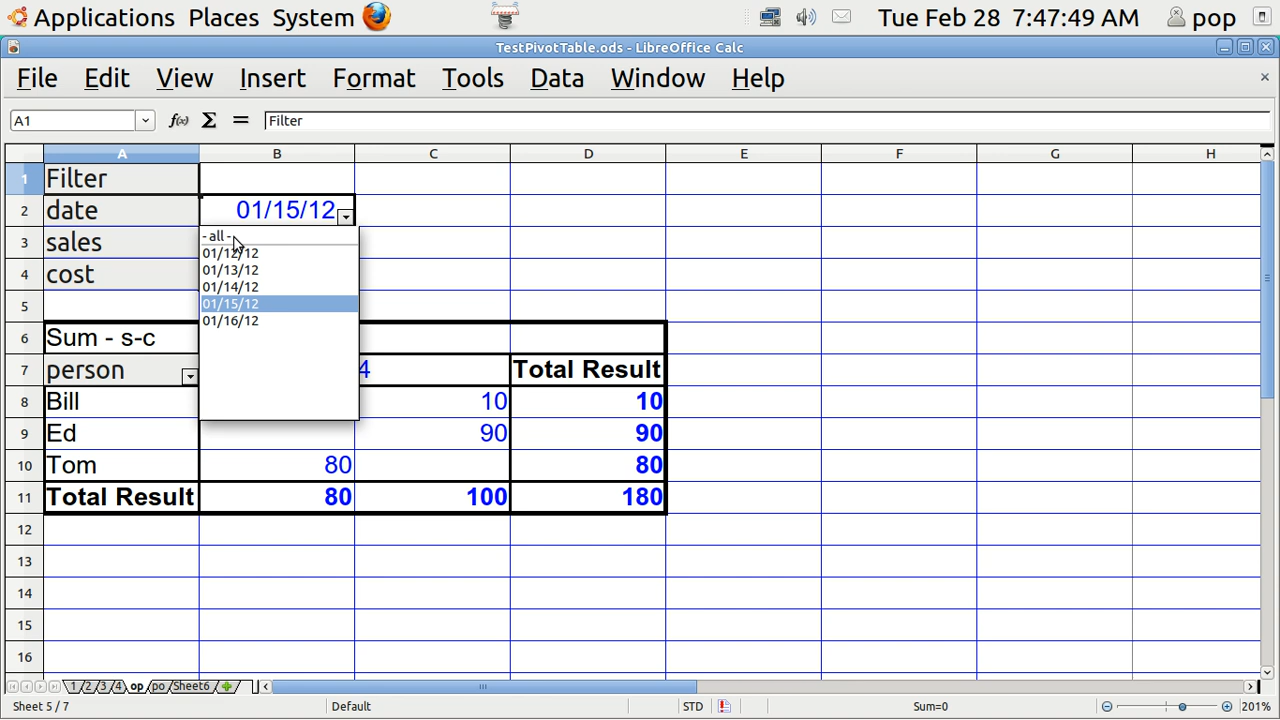 Applications Places System Tue Feb 28 7:47:49 AM pop
TestPivotTable.ods - LibreOffice Calc
File Edit View Insert Format Tools Data Window Help
A1 f(x) Σ = Filter
A B C D E F G H
1 Filter
2 date 01/15/12
3 sales - all -
01/12/12
01/13/12
4 cost 01/14/12
5 01/15/12
01/16/12
6 Sum - s-c
7 person 4 Total Result
8 Bill 10 10
9 Ed 90 90
10 Tom 80 80
11 Total Result 80 100 180
12
13
14
15
16
1 2 3 4 op po Sheet6
Sheet 5 / 7 Default STD Sum=0 201%